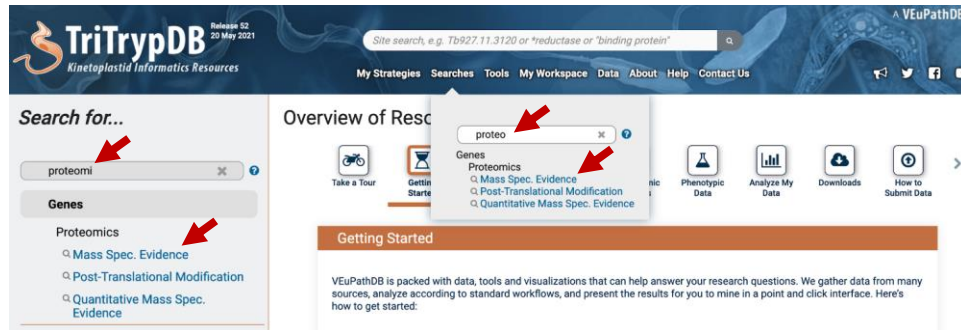 TriTrypDB
Release 52
20 May 2021
Kinetoplastid Informatics Resources
VEuPathDB
Site search, e.g. Tb927.11.3120 or *reductase or "binding protein"
My Strategies Searches Tools My Workspace Data About Help Contact Us
Search for...
proteomi
Genes
Proteomics
Mass Spec. Evidence
Post-Translational Modification
Quantitative Mass Spec.
Evidence
Overview of Reso
proteo
Genes
Proteomics
Mass Spec. Evidence
Post-Translational Modification
Quantitative Mass Spec. Evidence
Take a Tour
Getting
Starte
Phenotypic
Data
Analyze My
Data
Downloads
How to
Submit Data
Getting Started
VEuPathDB is packed with data, tools and visualizations that can help answer your research questions. We gather data from many
sources, analyze according to standard workflows, and present the results for you to mine in a point and click interface. Here's
how to get started: